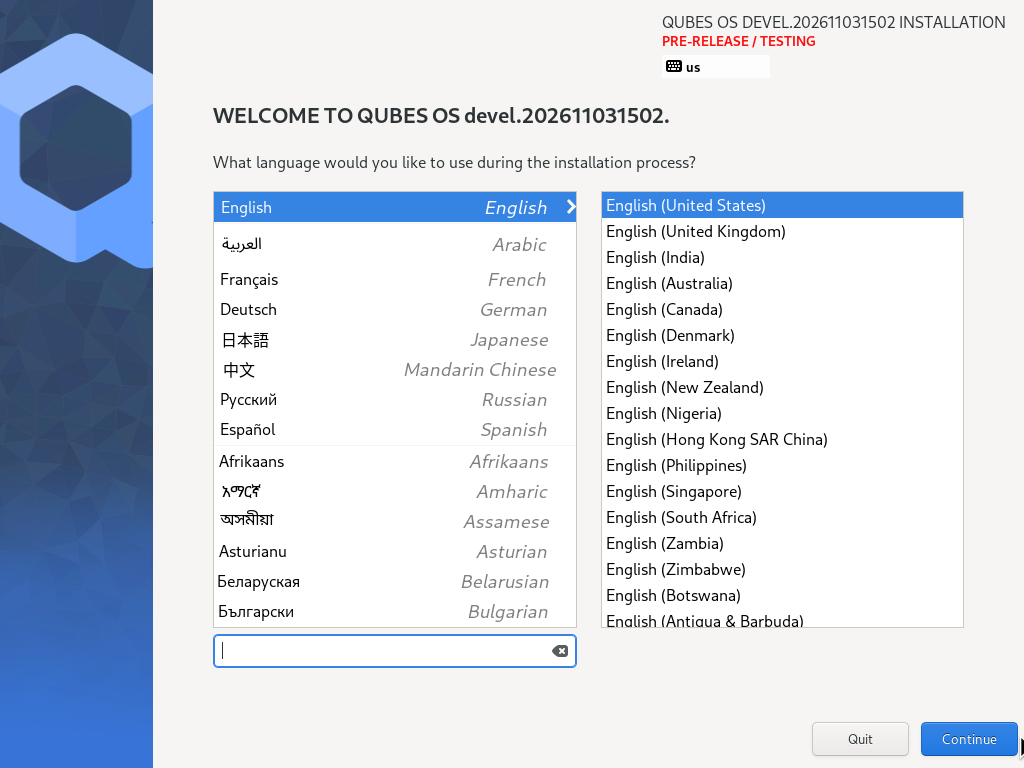 QUBES OS DEVEL.202611031502 INSTALLATION
PRE-RELEASE / TESTING
us
WELCOME TO QUBES OS devel.202611031502.
What language would you like to use during the installation process?
English English
العربية Arabic
Français French
Deutsch German
日本語 Japanese
中文 Mandarin Chinese
Русский Russian
Español Spanish
Afrikaans Afrikaans
አማርኛ Amharic
অসমীয়া Assamese
Asturianu Asturian
Беларуская Belarusian
Български Bulgarian
English (United States)
English (United Kingdom)
English (India)
English (Australia)
English (Canada)
English (Denmark)
English (Ireland)
English (New Zealand)
English (Nigeria)
English (Hong Kong SAR China)
English (Philippines)
English (Singapore)
English (South Africa)
English (Zambia)
English (Zimbabwe)
English (Botswana)
English (Antigua & Barbuda)
Quit
Continue